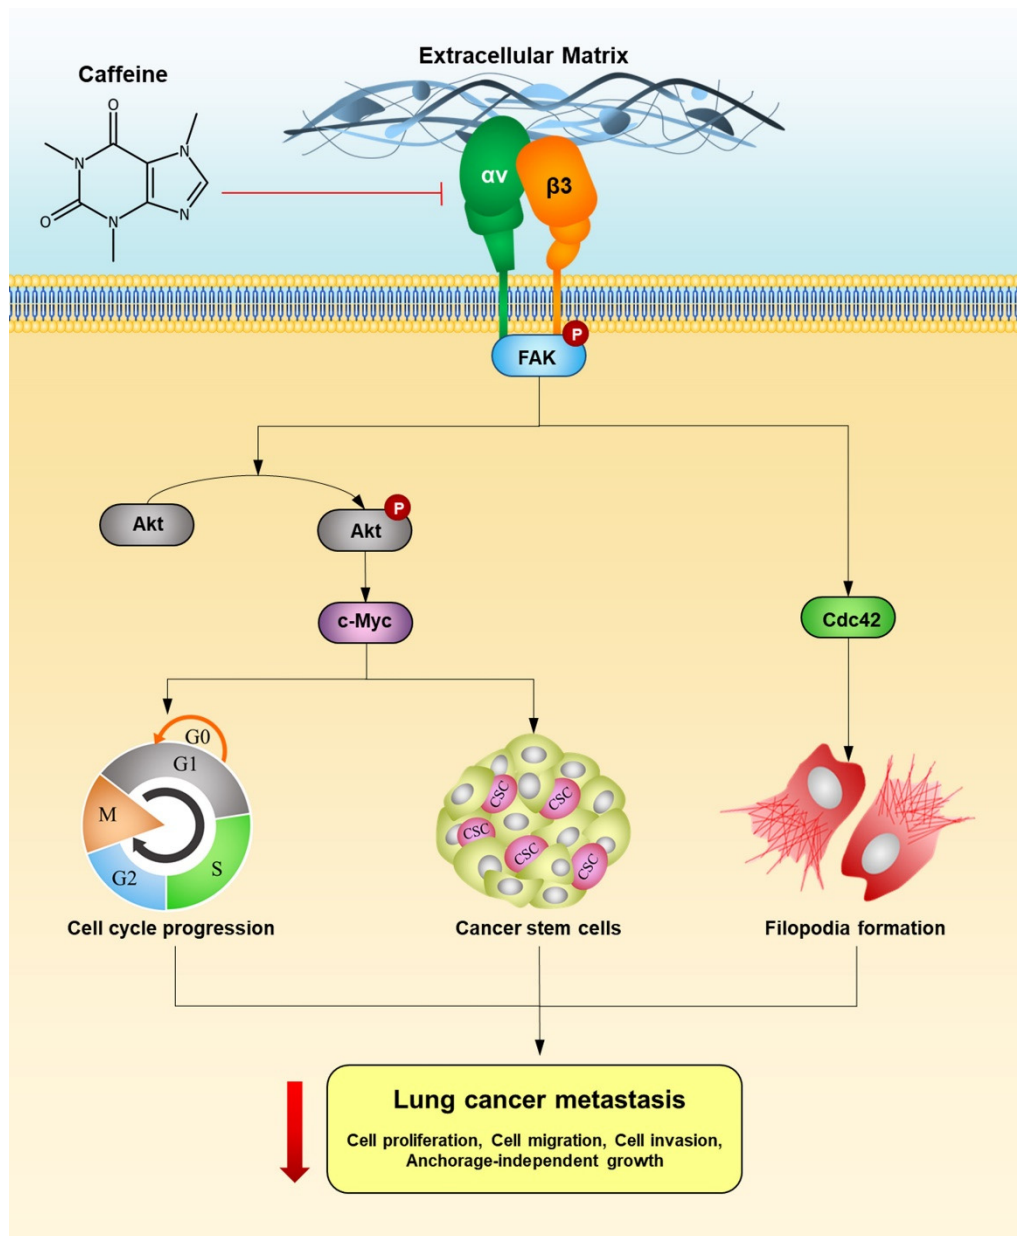 Extracellular Matrix
Caffeine
O
N
N
O
N
N
αv
β3
P
FAK
P
Akt
Akt
c-Myc
Cdc42
G0
G1
M
S
G2
CSC
CSC
CSC
CSC
CSC
Cell cycle progression
Cancer stem cells
Filopodia formation
Lung cancer metastasis
Cell proliferation, Cell migration, Cell invasion,
Anchorage-independent growth